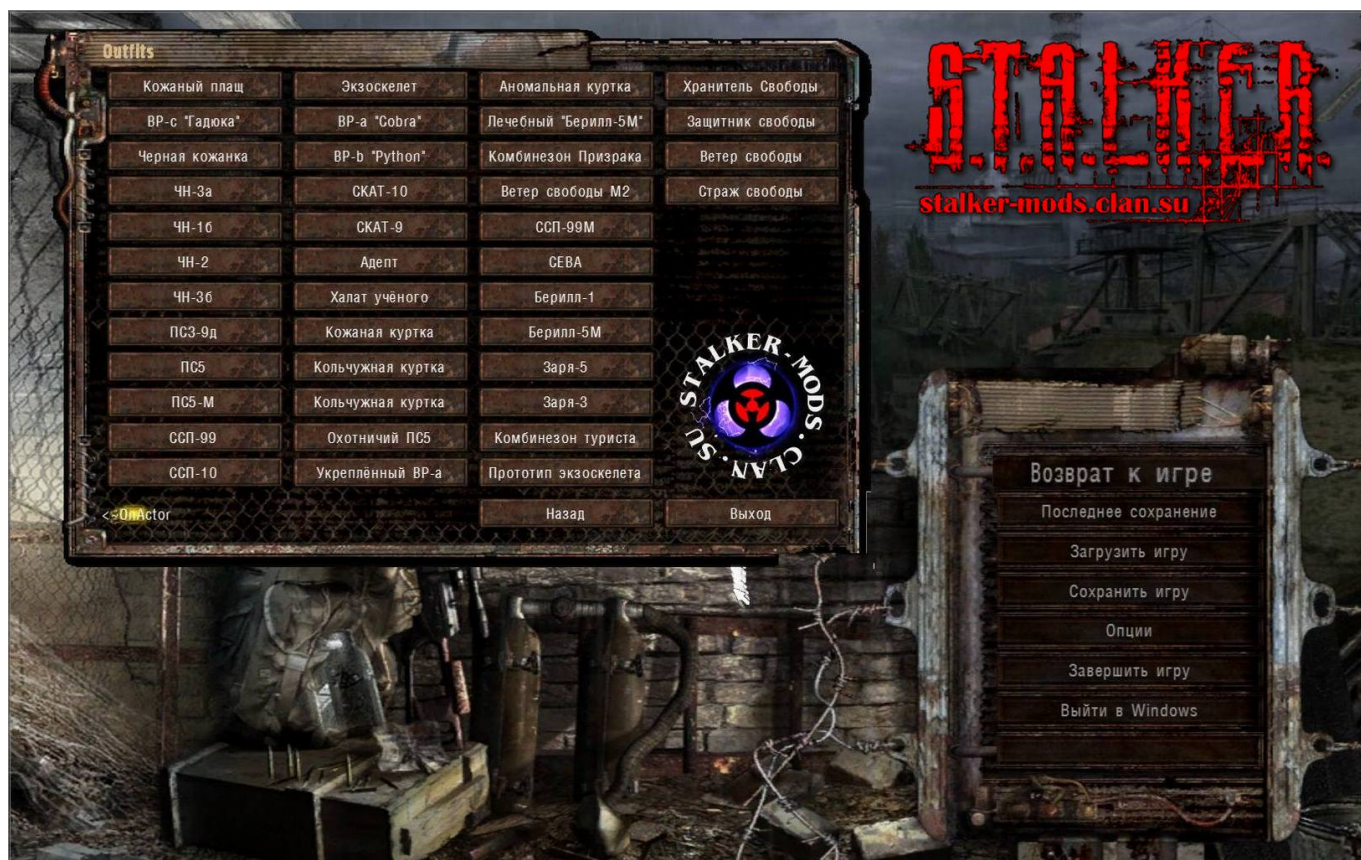 Outfits
Кожаный плащ Экзоскелет Аномальная куртка Хранитель Свободы
ВР-с "Гадюка" ВР-а "Cobra" Лечебный "Берилл-5М" Защитник свободы
Черная кожанка ВР-b "Python" Комбинезон Призрака Ветер свободы
ЧН-3а СКАТ-10 Ветер свободы М2 Страж свободы
ЧН-1б СКАТ-9 ССП-99М
ЧН-2 Адепт СЕВА
ЧН-3б Халат учёного Берилл-1
ПСЗ-9д Кожаная куртка Берилл-5М
ПС5 Кольчужная куртка Заря-5
ПС5-М Кольчужная куртка Заря-3
ССП-99 Охотничий ПС5 Комбинезон туриста
ССП-10 Укреплённый ВР-а Прототип экзоскелета
<-OnActor Назад Выход
STALKER-MODS.CLAN.SU
S.T.A.L.K.E.R.
stalker-mods.clan.su
Возврат к игре
Последнее сохранение
Загрузить игру
Сохранить игру
Опции
Завершить игру
Выйти в Windows